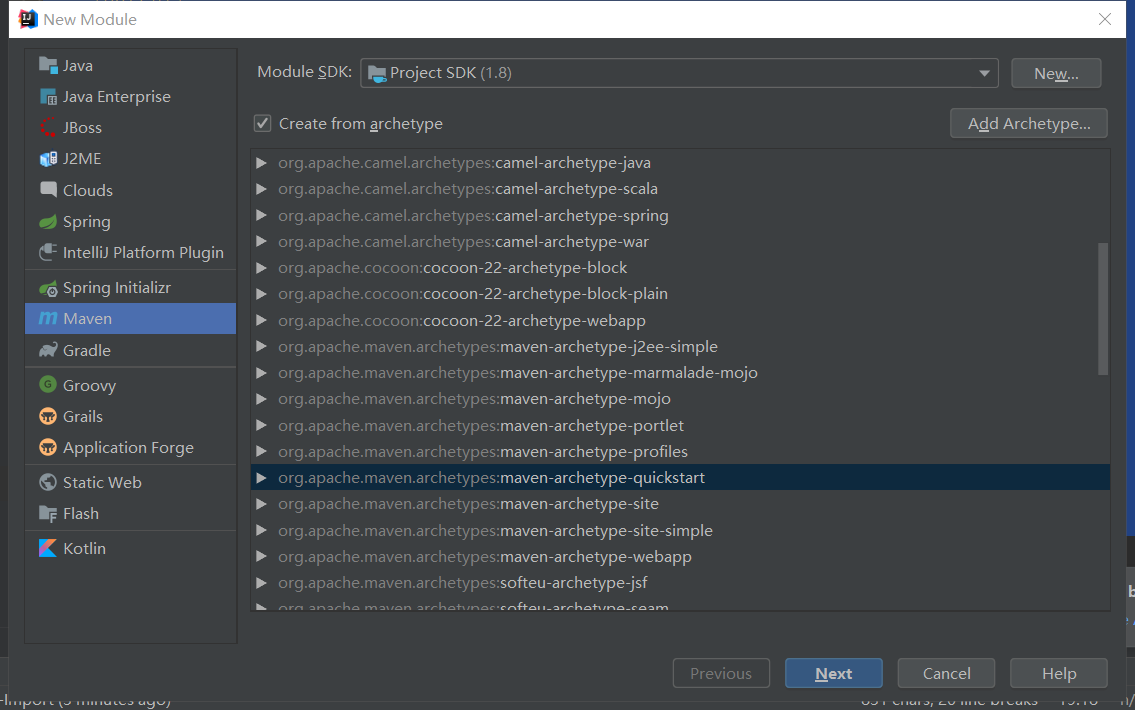 New Module
Java
Java Enterprise
JBoss
J2ME
Clouds
Spring
IntelliJ Platform Plugin
Spring Initializr
Maven
Gradle
Groovy
Grails
Application Forge
Static Web
Flash
Kotlin
Module SDK: Project SDK (1.8) New...
Create from archetype Add Archetype...
org.apache.camel.archetypes:camel-archetype-java
org.apache.camel.archetypes:camel-archetype-scala
org.apache.camel.archetypes:camel-archetype-spring
org.apache.camel.archetypes:camel-archetype-war
org.apache.cocoon:cocoon-22-archetype-block
org.apache.cocoon:cocoon-22-archetype-block-plain
org.apache.cocoon:cocoon-22-archetype-webapp
org.apache.maven.archetypes:maven-archetype-j2ee-simple
org.apache.maven.archetypes:maven-archetype-marmalade-mojo
org.apache.maven.archetypes:maven-archetype-mojo
org.apache.maven.archetypes:maven-archetype-portlet
org.apache.maven.archetypes:maven-archetype-profiles
org.apache.maven.archetypes:maven-archetype-quickstart
org.apache.maven.archetypes:maven-archetype-site
org.apache.maven.archetypes:maven-archetype-site-simple
org.apache.maven.archetypes:maven-archetype-webapp
org.apache.maven.archetypes:softeu-archetype-jsf
org.apache.maven.archetypes:softeu-archetype-seam
Previous Next Cancel Help
-Import (5 minutes ago) 20 line breaks